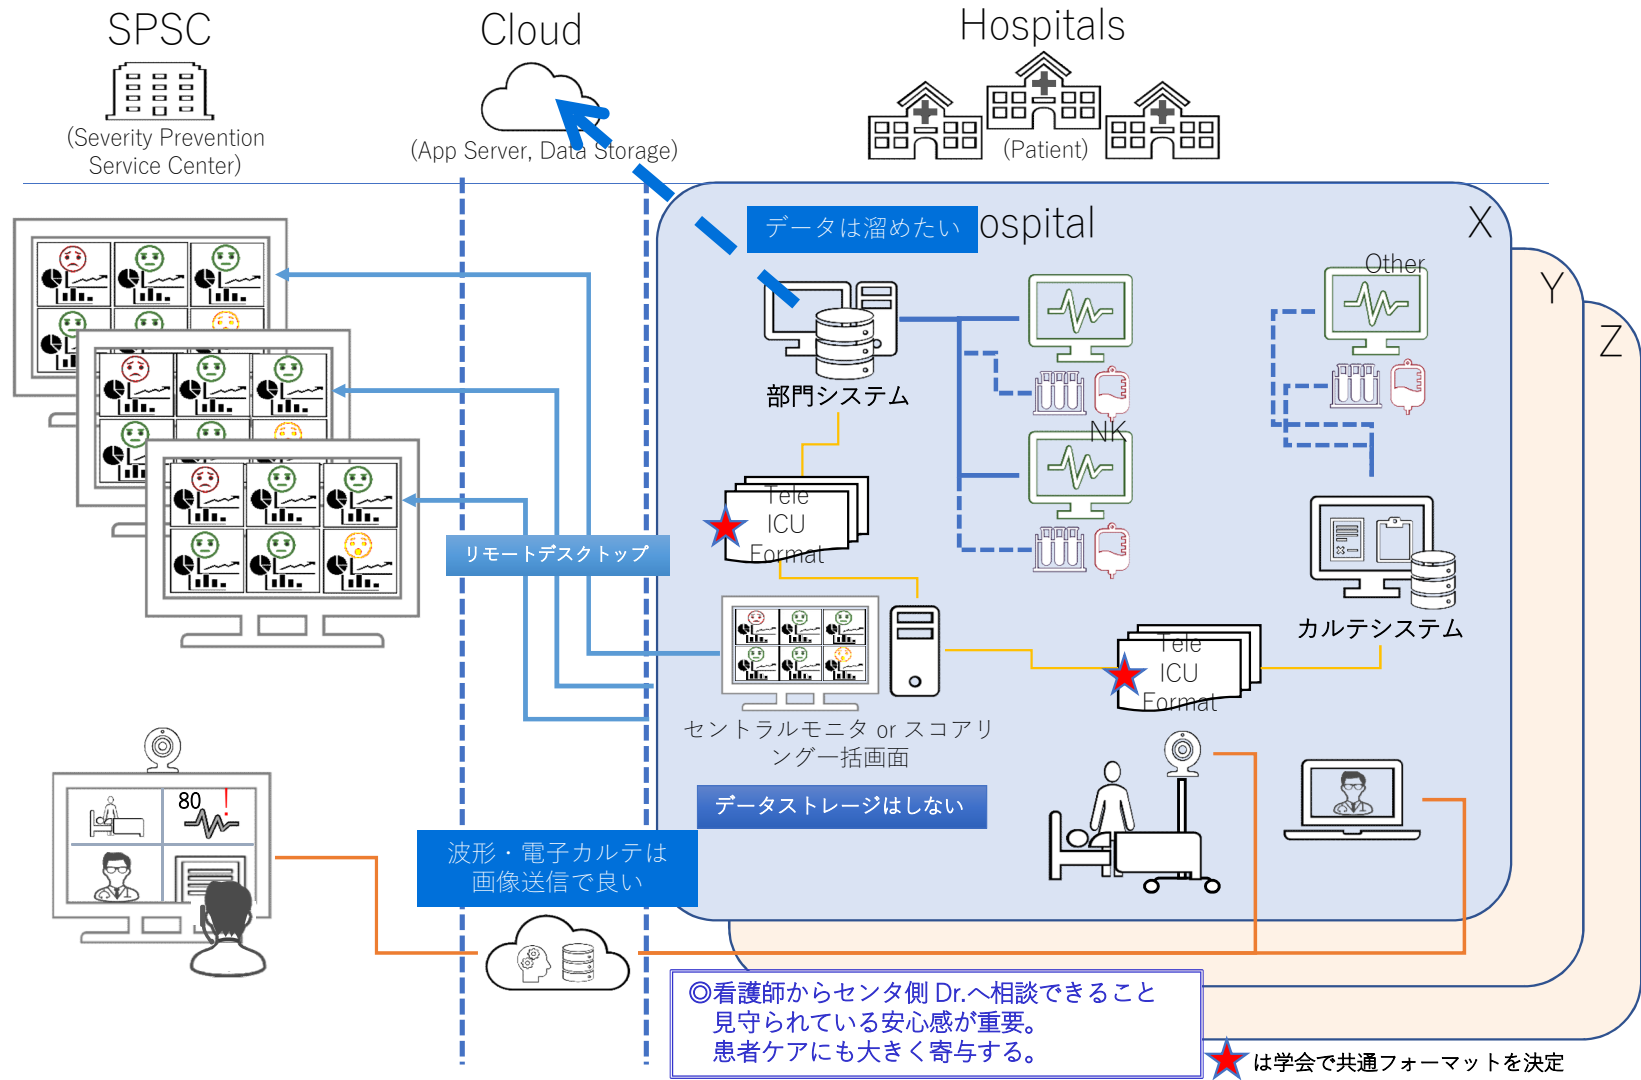 SPSC
(Severity Prevention
Service Center)
Cloud
(App Server, Data Storage)
Hospitals
(Patient)
データは溜めたい
ospital
X
Y
Z
Other
NK
部門システム
Tele
ICU
Format
リモートデスクトップ
カルテシステム
Tele
ICU
Format
セントラルモニタ or スコアリ
ング一括画面
データストレージはしない
80
!
波形・電子カルテは
画像送信で良い
◎看護師からセンタ側 Dr.へ相談できること
見守られている安心感が重要。
患者ケアにも大きく寄与する。
は学会で共通フォーマットを決定